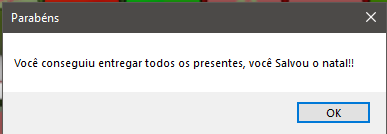 Parabéns
Você conseguiu entregar todos os presentes, você Salvou o natal!!
OK